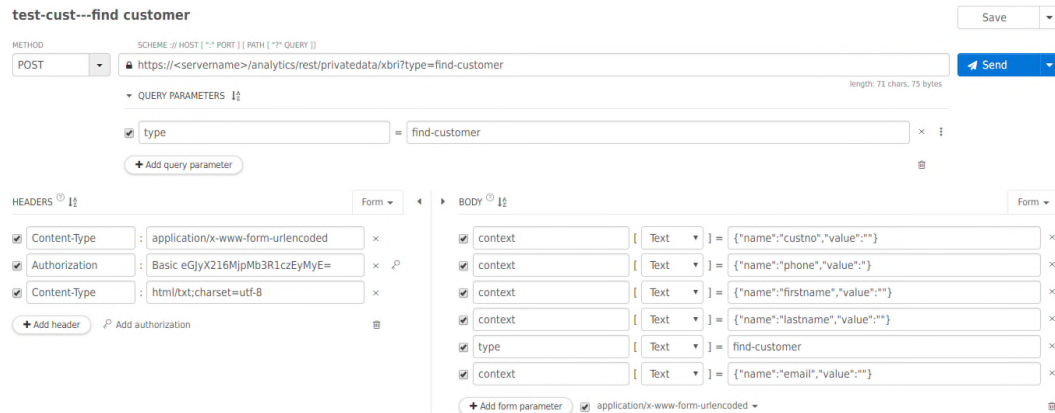 test-cust---find customer
Save
METHOD
SCHEME :// HOST [ ":" PORT ] [ PATH [ "?" QUERY ]]
POST
https://<servername>/analytics/rest/privatedata/xbri?type=find-customer
Send
length: 71 chars, 75 bytes
QUERY PARAMETERS
type = find-customer ×
+ Add query parameter
HEADERS ? Form
BODY ? Form
Content-Type : application/x-www-form-urlencoded ×
Authorization : Basic eGJyX216MjpMb3R1czEyMyE= ×
Content-Type : html/txt;charset=utf-8 ×
+ Add header Add authorization
context [ Text ] = {"name":"custno","value":""} ×
context [ Text ] = {"name":"phone","value":"} ×
context [ Text ] = {"name":"firstname","value":""} ×
context [ Text ] = {"name":"lastname","value":""} ×
type [ Text ] = find-customer ×
context [ Text ] = {"name":"email","value":""} ×
+ Add form parameter application/x-www-form-urlencoded